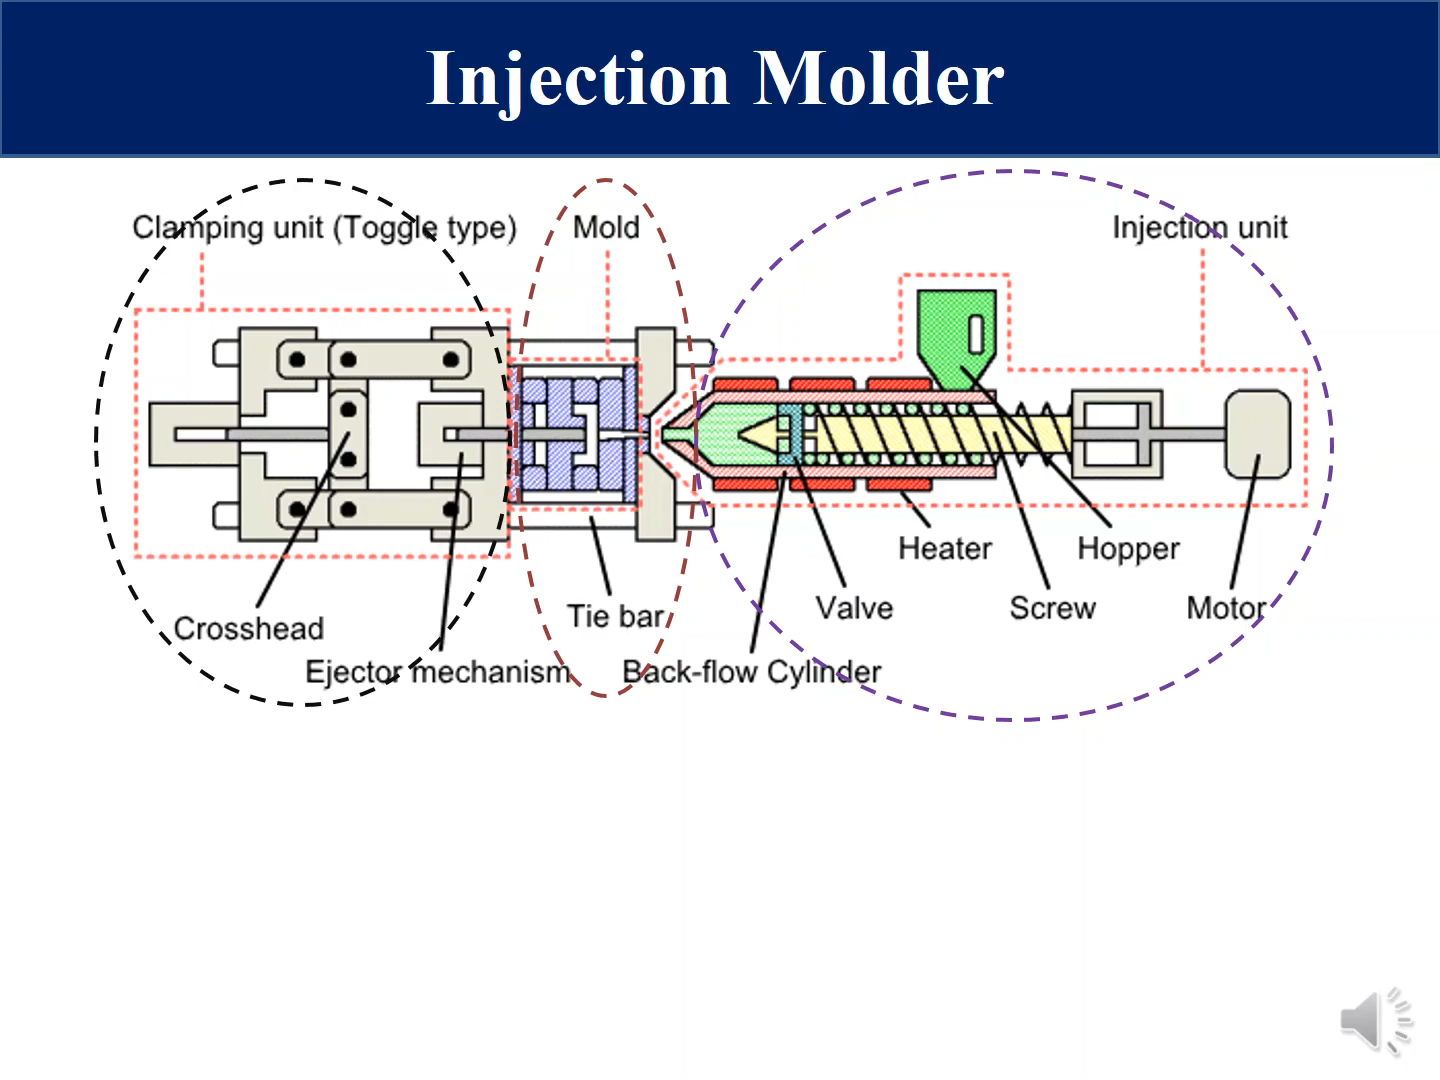 Injection Molder
Clamping unit (Toggle type)
Mold
Injection unit
Heater
Hopper
Crosshead
Tie bar
Valve
Screw
Motor
Ejector mechanism
Back-flow Cylinder